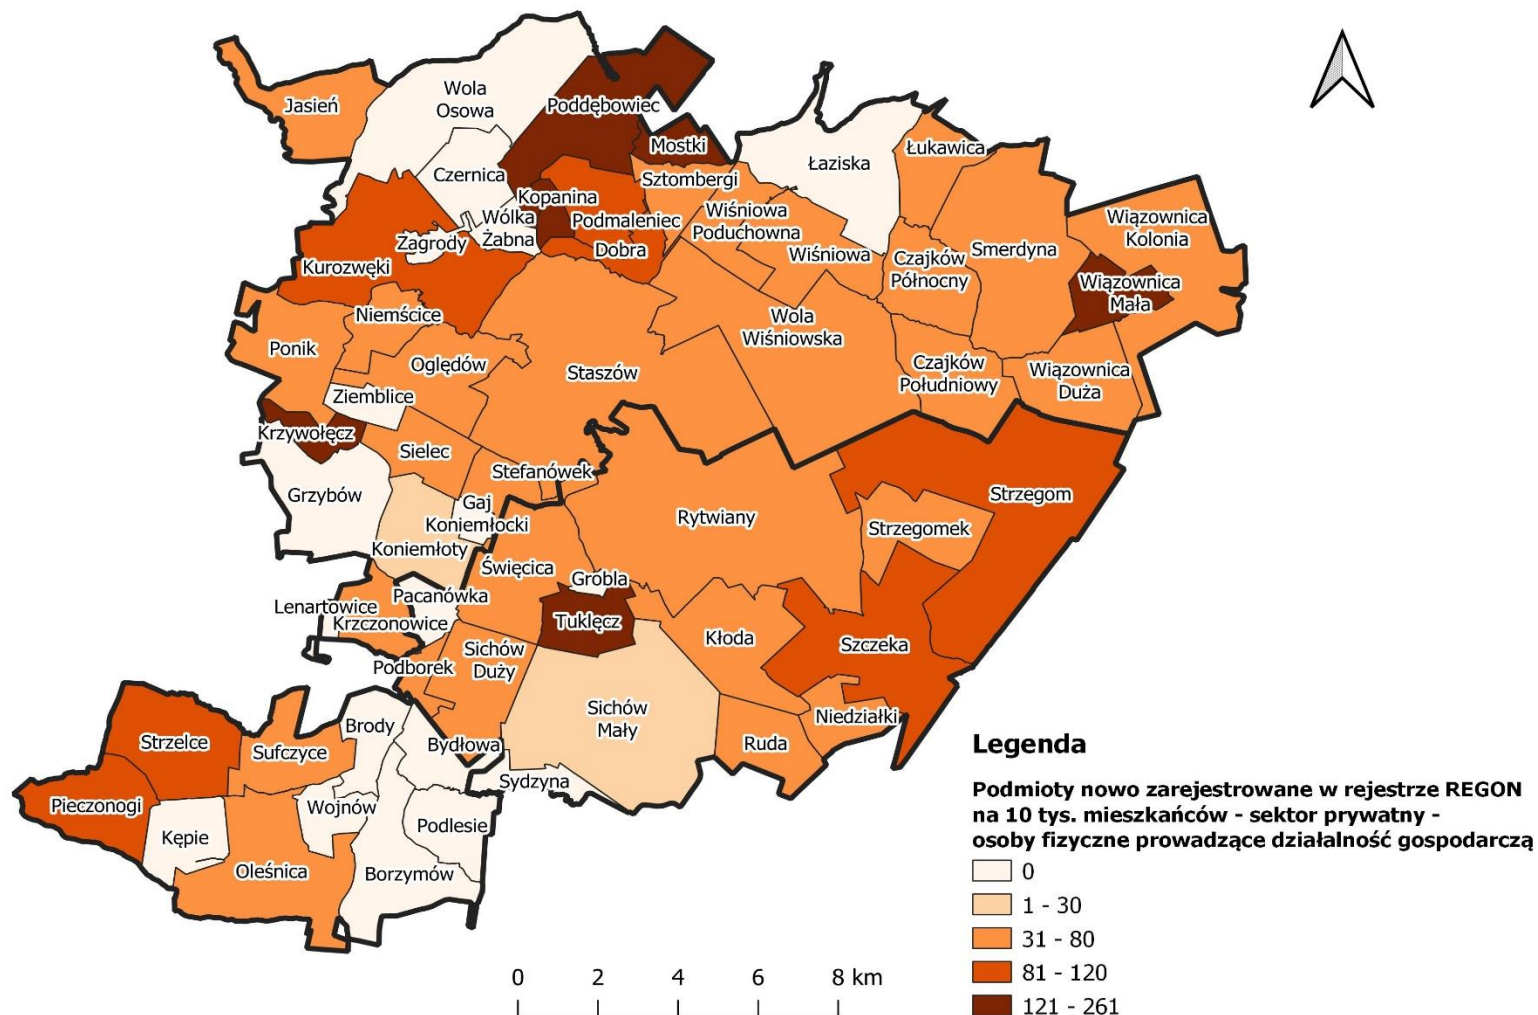 Jasień
Wola
Osowa
Poddębowiec
Mostki
Czernica
Sztombergi
Łaziska
Łukawica
Kopanina
Wólka
Żabna
Podmaleniec
Dobra
Zagrody
Kurozwęki
Wiśniowa
Poduchowna
Wiśniowa
Czajków
Północny
Smerdyna
Wiązownica
Kolonia
Wiązownica
Mała
Niemścice
Ponik
Oględów
Staszów
Wola
Wiśniowska
Czajków
Południowy
Wiązownica
Duża
Ziemblice
Krzywołęcz
Sielec
Stefanówek
Grzybów
Gaj
Koniemłocki
Koniemłoty
Rytwiany
Strzegom
Strzegomek
Święcica
Grobla
Pacanówka
Lenartowice
Krzczonowice
Tuklęcz
Kłoda
Szczeka
Podborek
Sichów
Duży
Sichów
Mały
Niedziałki
Ruda
Strzelce
Sufczyce
Brody
Bydłowa
Sydzyna
Pieczonogi
Kępie
Wojnów
Podlesie
Oleśnica
Borzymów
Legenda
Podmioty nowo zarejestrowane w rejestrze REGON
na 10 tys. mieszkańców - sektor prywatny -
osoby fizyczne prowadzące działalność gospodarczą
0
1 - 30
31 - 80
81 - 120
121 - 261
0 2 4 6 8 km